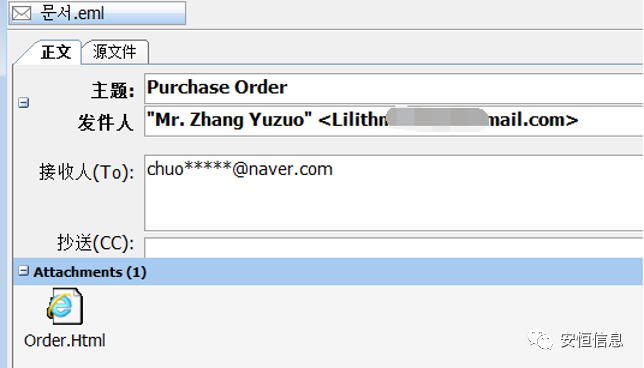 문서.eml
正文 源文件
主题: Purchase Order
发件人 "Mr. Zhang Yuzuo" <Lilithm mail.com>
接收人(To): chuo*****@naver.com
抄送(CC):
Attachments (1)
Order.Html
安恒信息